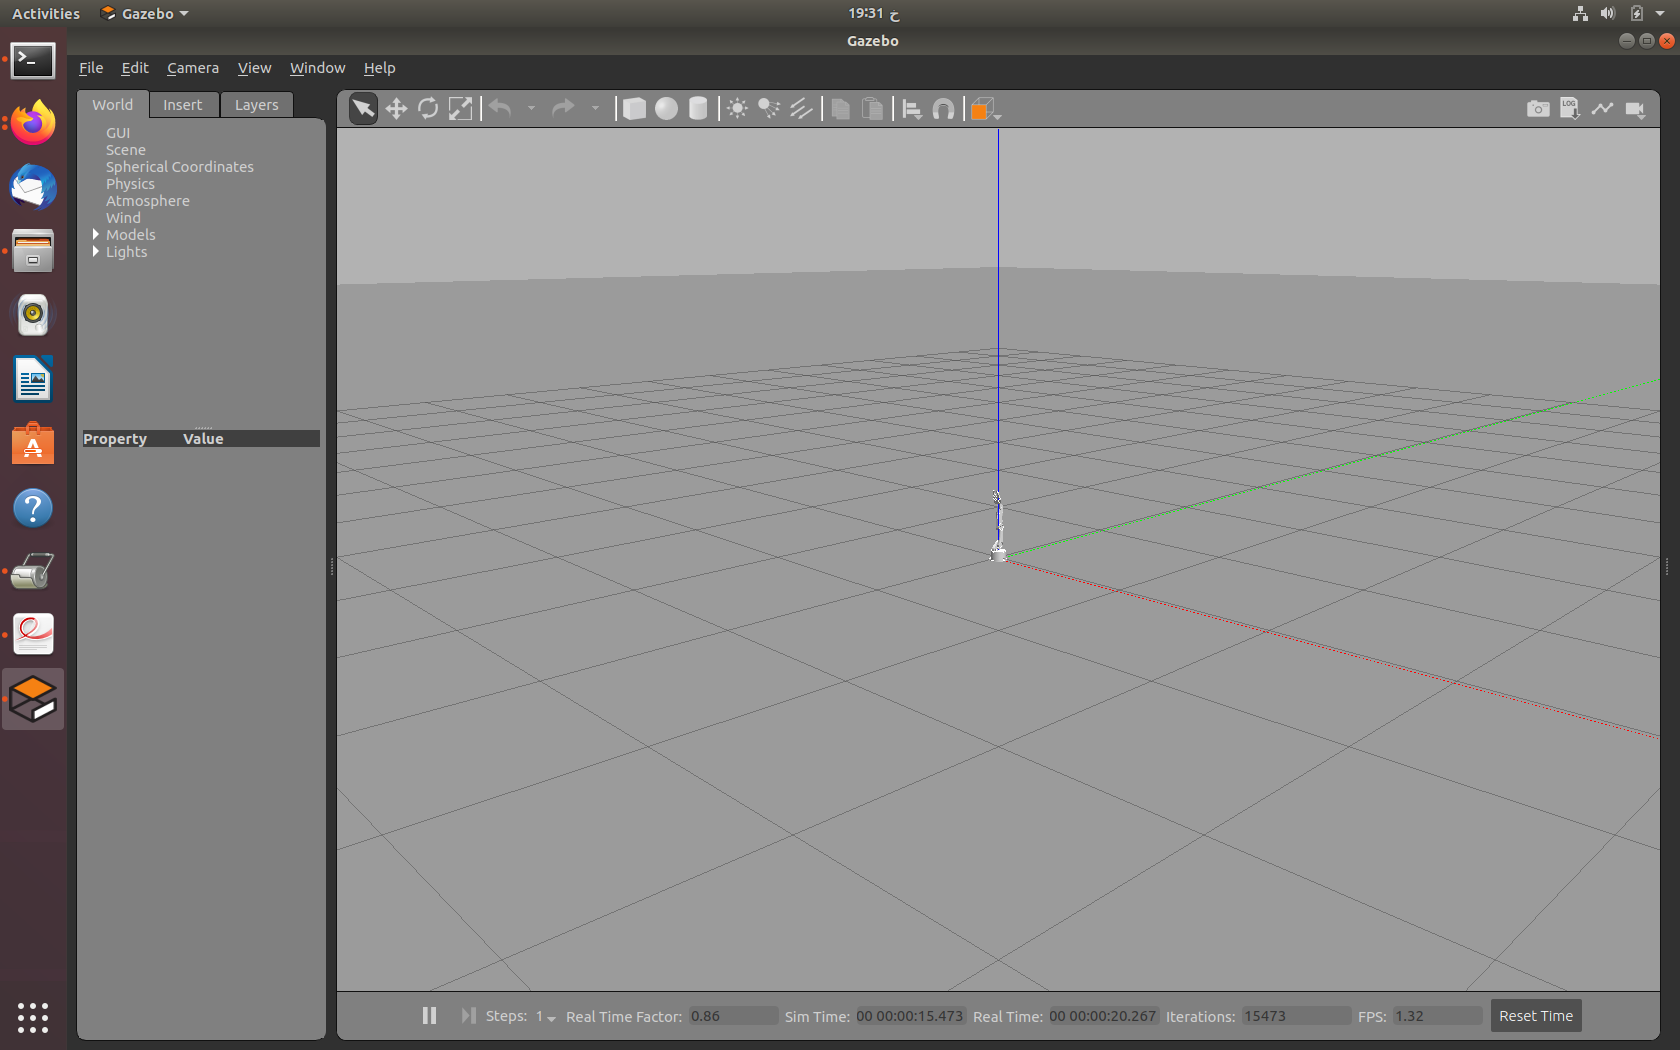 Activities
Gazebo
19:31 ح
Gazebo
File Edit Camera View Window Help
World Insert Layers
GUI
Scene
Spherical Coordinates
Physics
Atmosphere
Wind
Models
Lights
Property Value
LOG
Steps: 1 Real Time Factor: 0.86 Sim Time: 00 00:00:15.473 Real Time: 00 00:00:20.267 Iterations: 15473 FPS: 1.32 Reset Time